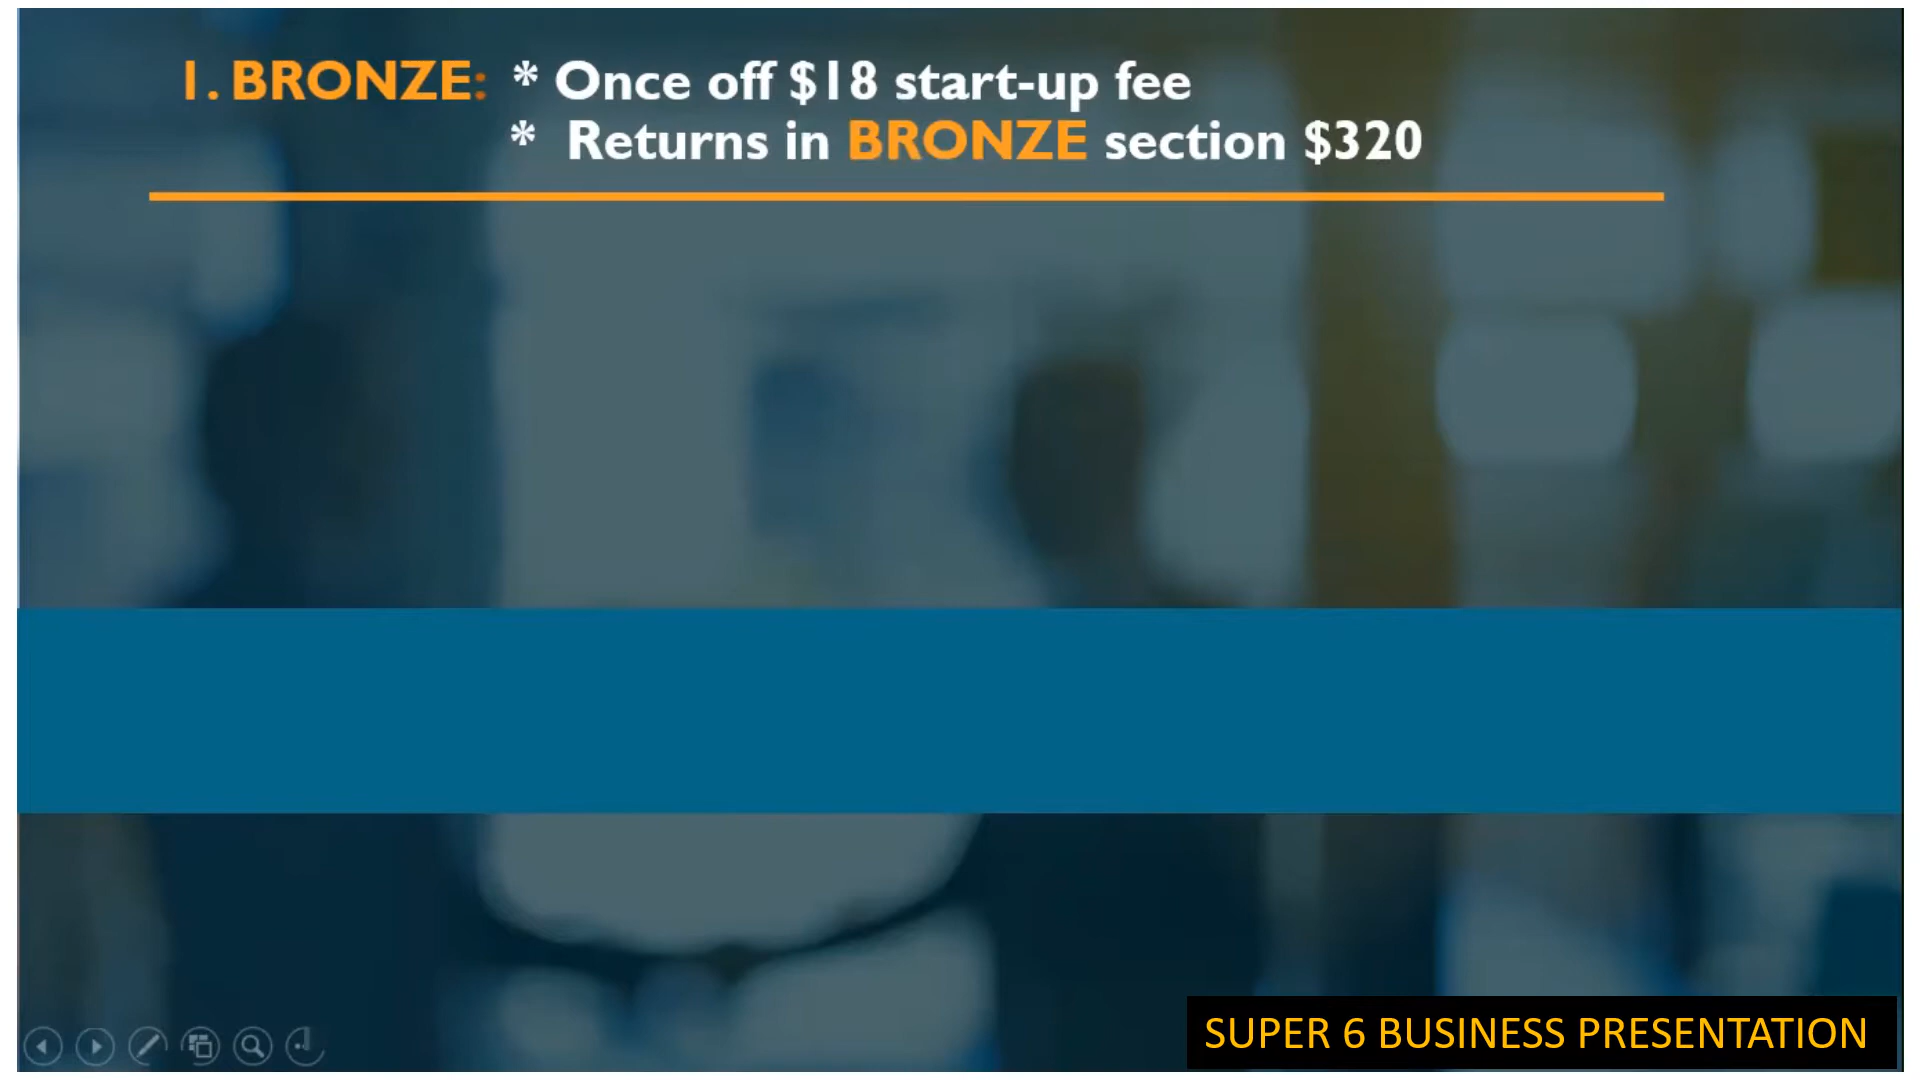 1. BRONZE: * Once off $18 start-up fee
* Returns in BRONZE section $320
SUPER 6 BUSINESS PRESENTATION